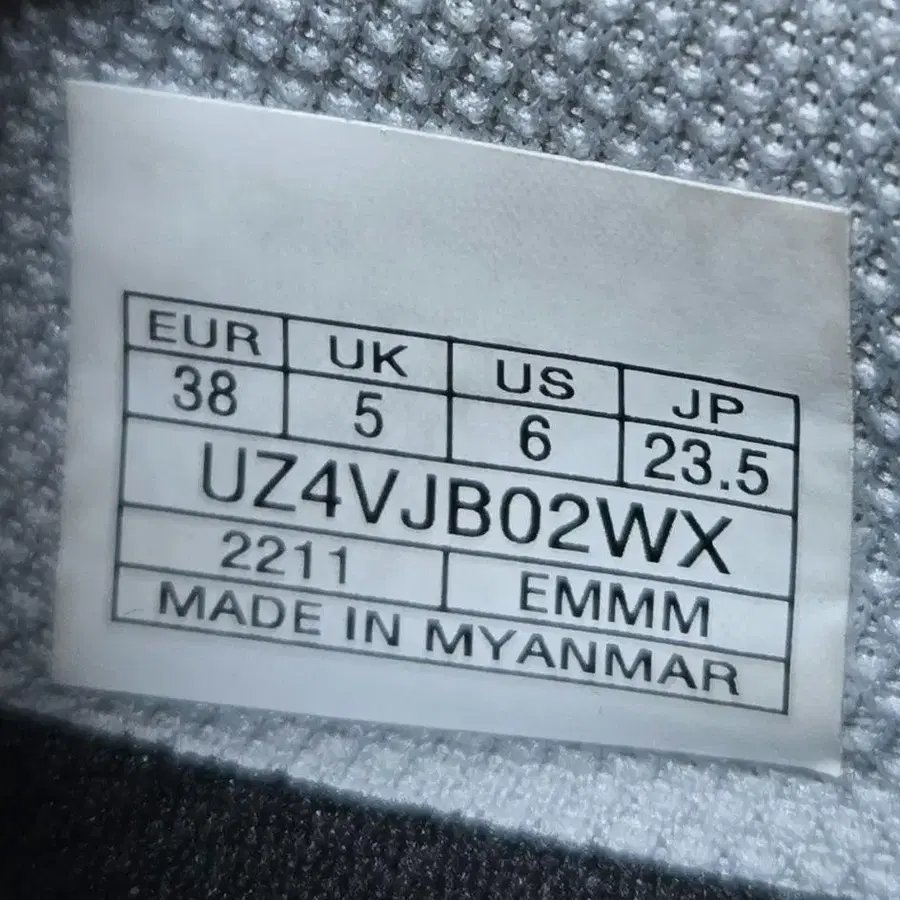 EUR UK US JP
38 5 6 23.5
UZ4VJB02WX
2211 EMMM
MADE IN MYANMAR